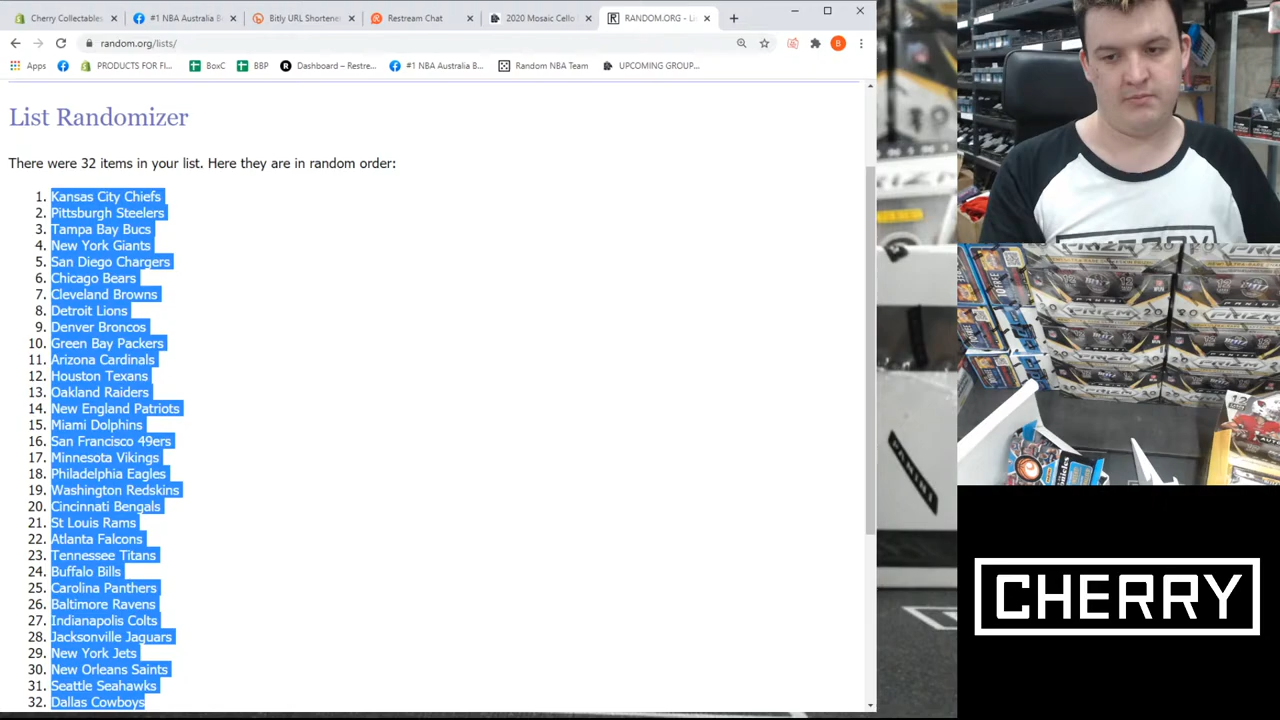 Cherry Collectables
#1 NBA Australia B
Bitly URL Shortene
Restream Chat
2020 Mosaic Cello
RANDOM.ORG - Li
random.org/lists/
B
Apps
PRODUCTS FOR FI...
BoxC
BBP
Dashboard – Restre...
#1 NBA Australia B...
Random NBA Team
UPCOMING GROUP...
List Randomizer
There were 32 items in your list. Here they are in random order:
1. Kansas City Chiefs
2. Pittsburgh Steelers
3. Tampa Bay Bucs
4. New York Giants
5. San Diego Chargers
6. Chicago Bears
7. Cleveland Browns
8. Detroit Lions
9. Denver Broncos
10. Green Bay Packers
11. Arizona Cardinals
12. Houston Texans
13. Oakland Raiders
14. New England Patriots
15. Miami Dolphins
16. San Francisco 49ers
17. Minnesota Vikings
18. Philadelphia Eagles
19. Washington Redskins
20. Cincinnati Bengals
21. St Louis Rams
22. Atlanta Falcons
23. Tennessee Titans
24. Buffalo Bills
25. Carolina Panthers
26. Baltimore Ravens
27. Indianapolis Colts
28. Jacksonville Jaguars
29. New York Jets
30. New Orleans Saints
31. Seattle Seahawks
32. Dallas Cowboys
PANINI
CHERRY
PRIZM
CHERRY